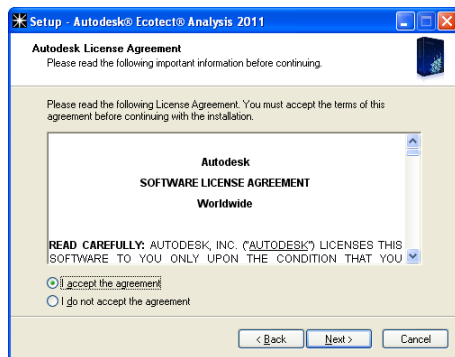 Setup - Autodesk® Ecotect® Analysis 2011
Autodesk License Agreement
Please read the following important information before continuing.
Please read the following License Agreement. You must accept the terms of this
agreement before continuing with the installation.
Autodesk
SOFTWARE LICENSE AGREEMENT
Worldwide
READ CAREFULLY: AUTODESK, INC. ("AUTODESK") LICENSES THIS
SOFTWARE TO YOU ONLY UPON THE CONDITION THAT YOU
I accept the agreement
I do not accept the agreement
< Back
Next >
Cancel